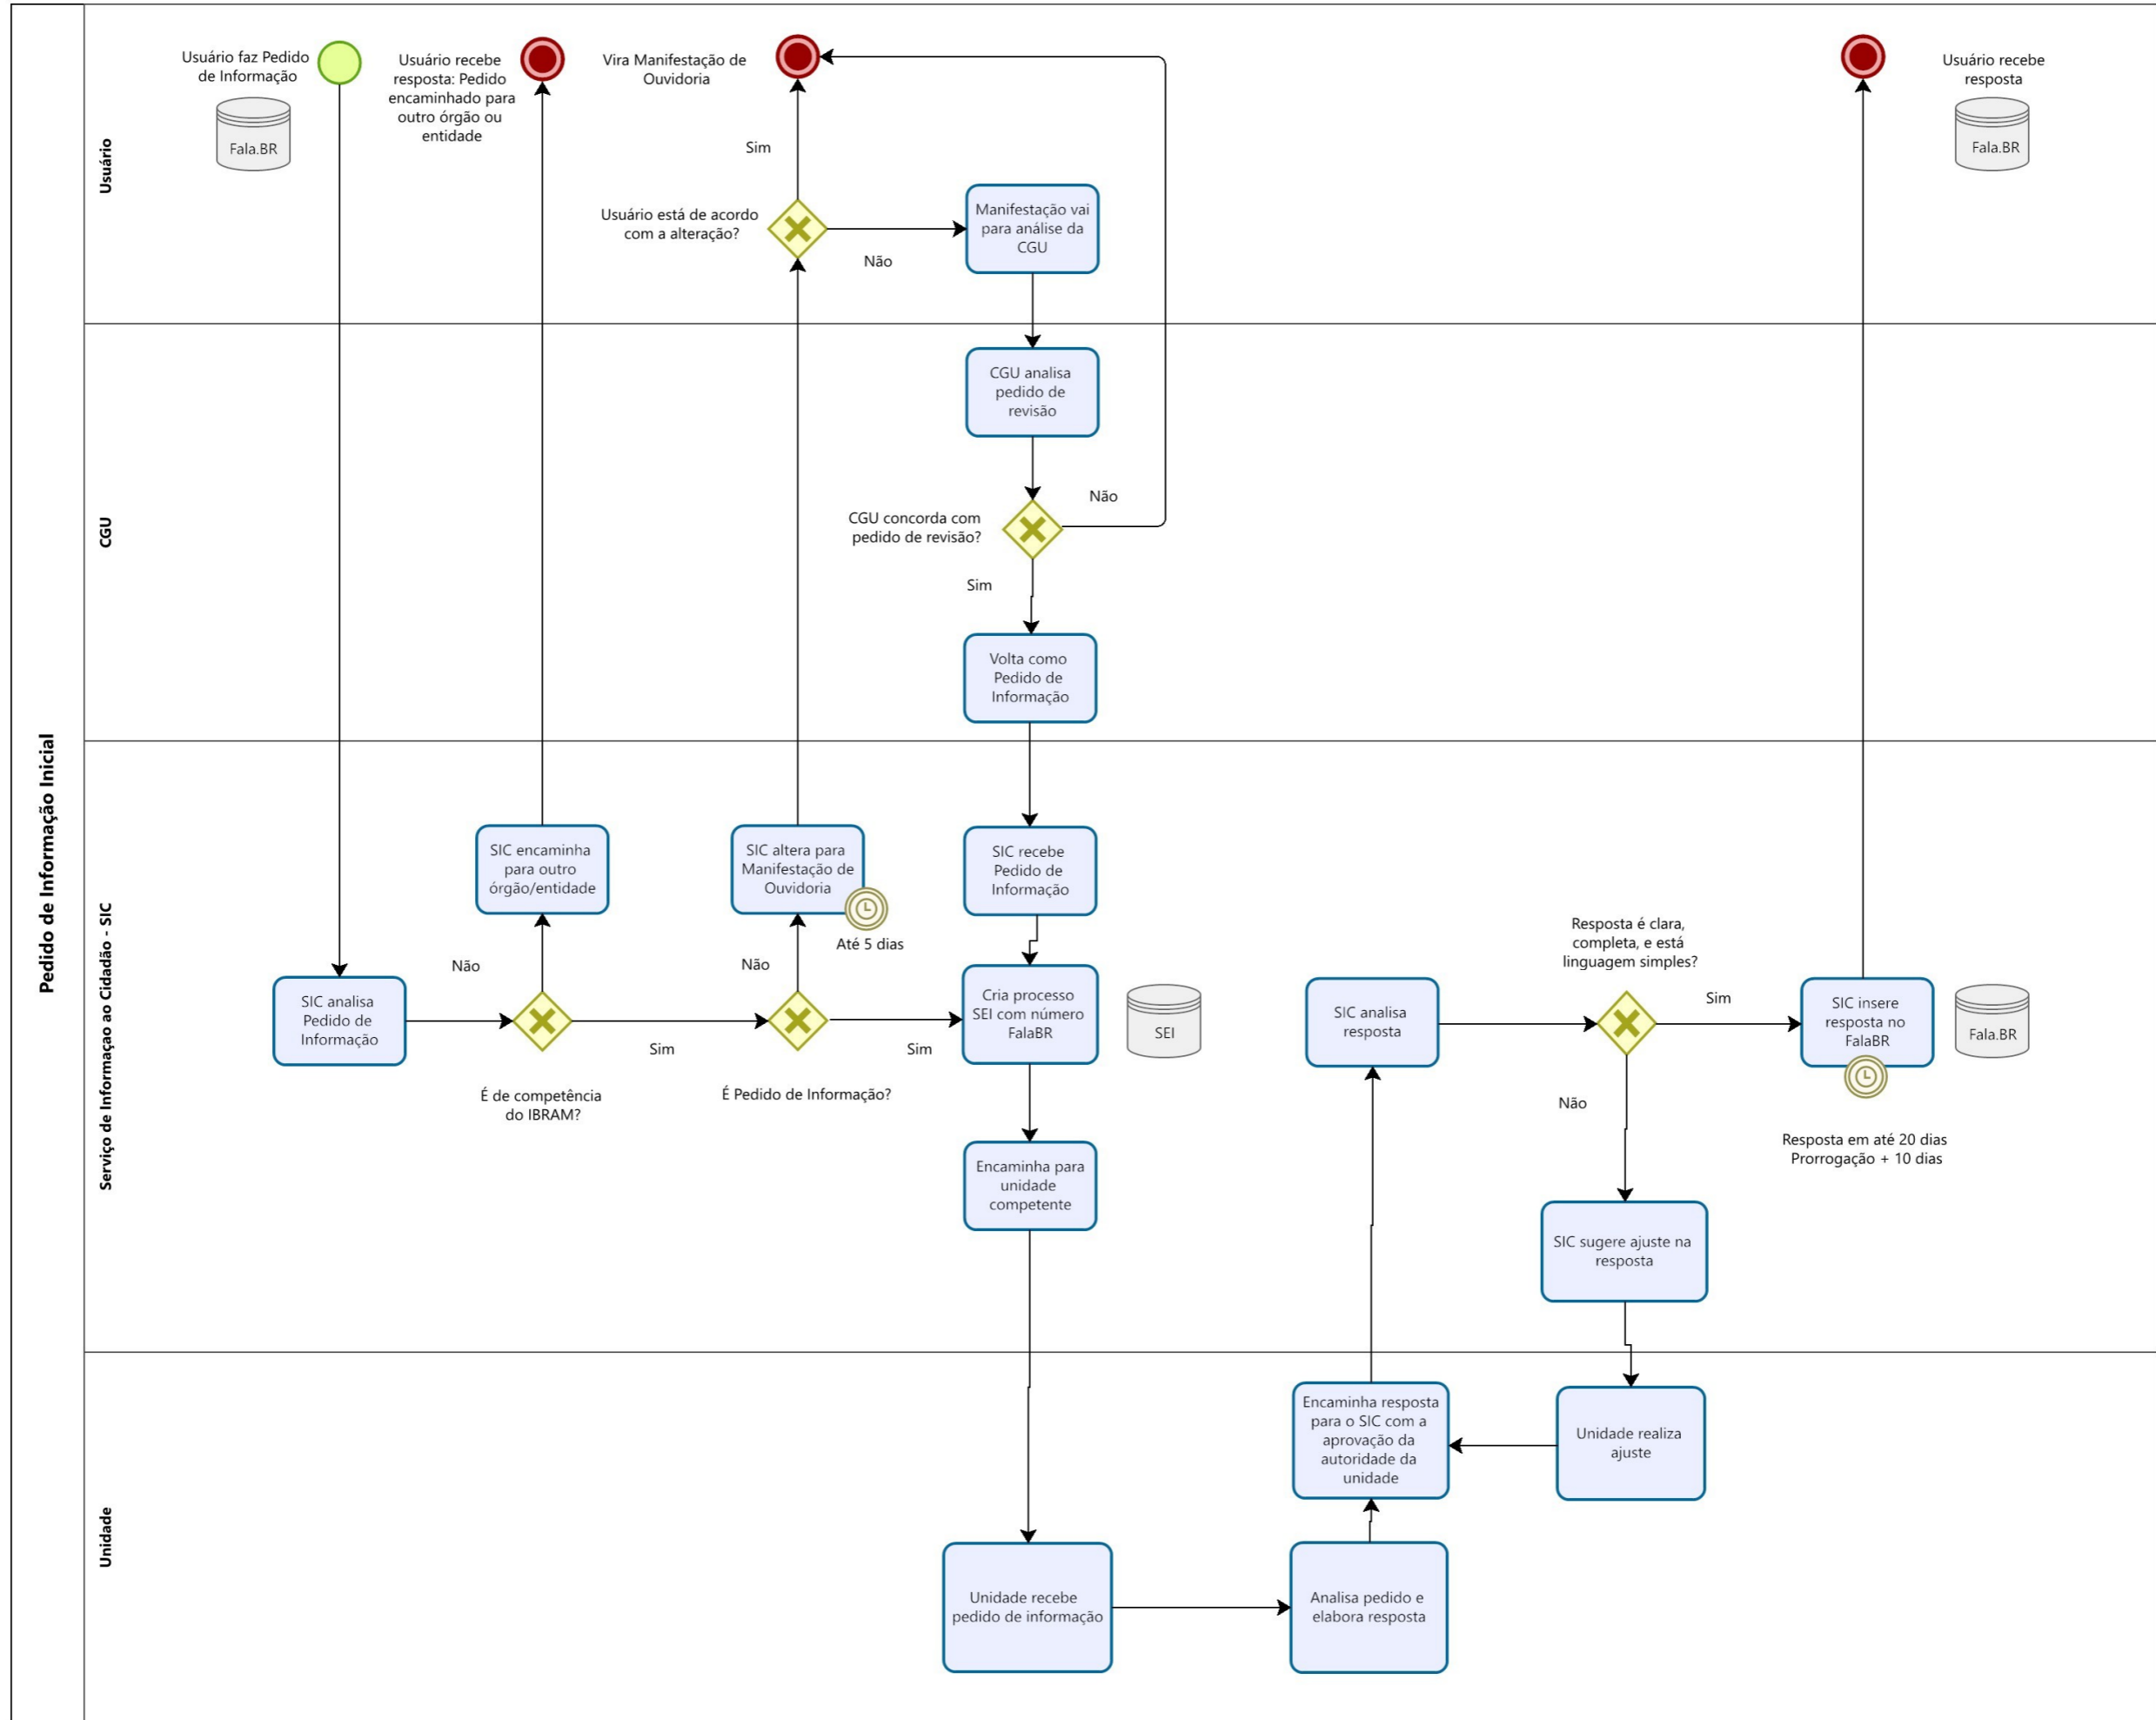 Pedido de Informação Inicial
Usuário
Usuário faz Pedido
de Informação
Fala.BR
Usuário recebe
resposta: Pedido
encaminhado para
outro órgão ou
entidade
Vira Manifestação de
Ouvidoria
Sim
Usuário está de acordo
com a alteração?
Não
Manifestação vai
para análise da
CGU
Usuário recebe
resposta
Fala.BR
CGU
CGU analisa
pedido de
revisão
CGU concorda com
pedido de revisão?
Não
Sim
Volta como
Pedido de
Informação
Serviço de Informaçao ao Cidadão - SIC
SIC analisa
Pedido de
Informação
É de competência
do IBRAM?
Não
SIC encaminha
para outro
órgão/entidade
Sim
É Pedido de Informação?
Não
SIC altera para
Manifestação de
Ouvidoria
Até 5 dias
Sim
SIC recebe
Pedido de
Informação
Cria processo
SEI com número
FalaBR
SEI
Encaminha para
unidade
competente
SIC analisa
resposta
Resposta é clara,
completa, e está
linguagem simples?
Sim
Não
SIC insere
resposta no
FalaBR
Fala.BR
Resposta em até 20 dias
Prorrogação + 10 dias
SIC sugere ajuste na
resposta
Unidade
Encaminha resposta
para o SIC com a
aprovação da
autoridade da
unidade
Unidade realiza
ajuste
Unidade recebe
pedido de informação
Analisa pedido e
elabora resposta